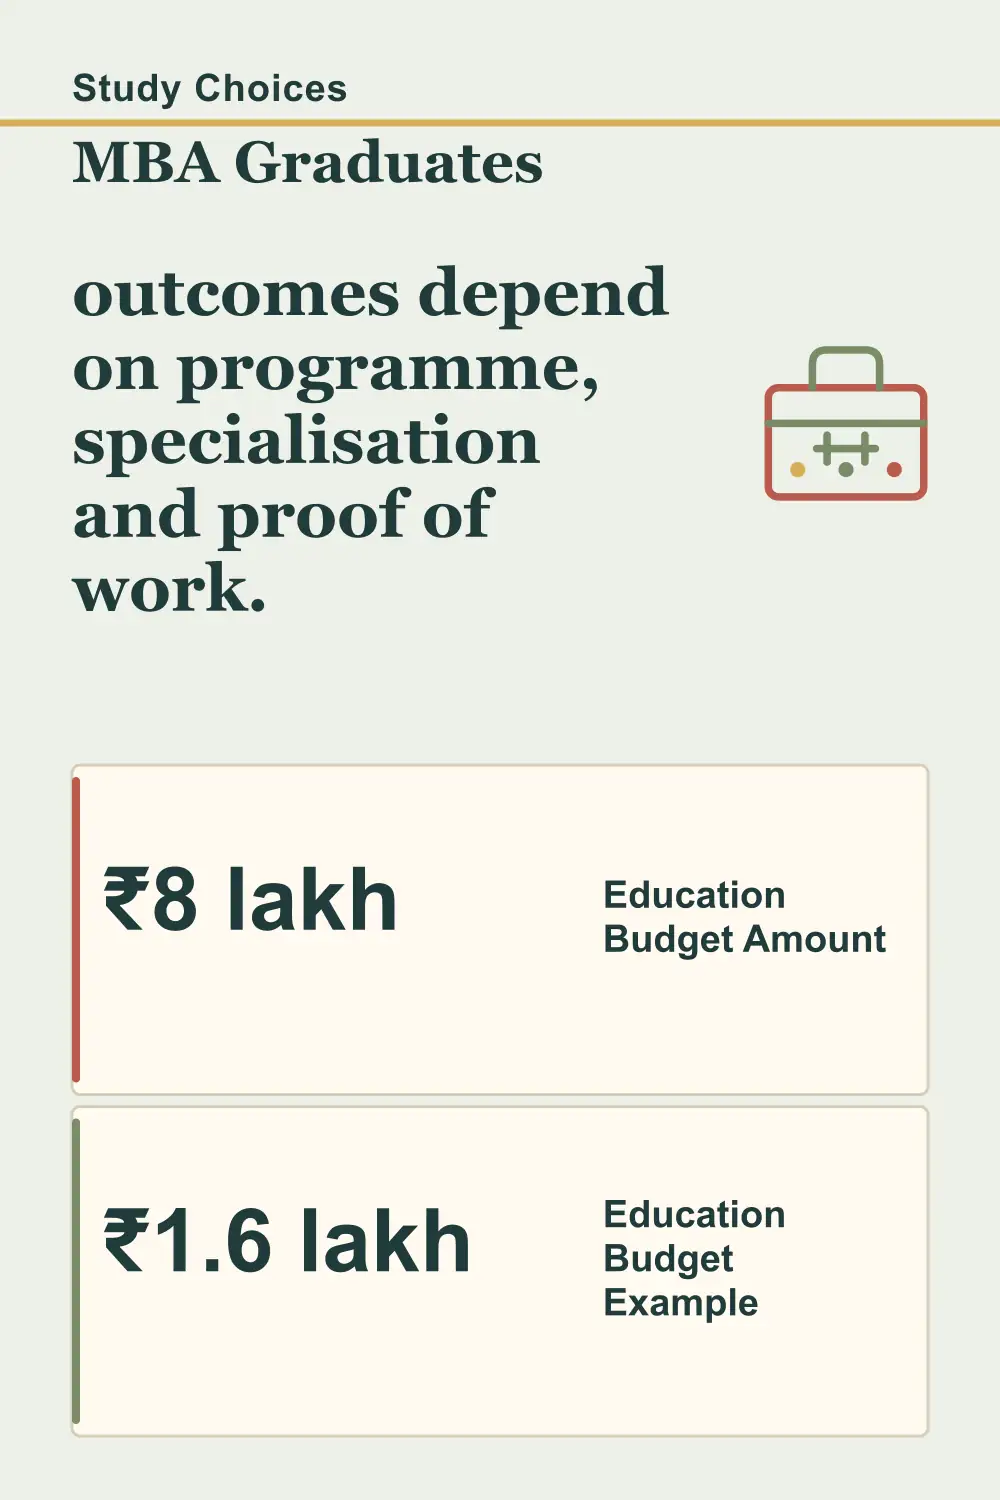 Study Choices
MBA Graduates
outcomes depend
on programme,
specialisation
and proof of
work.
₹8 lakh
Education
Budget Amount
₹1.6 lakh
Education
Budget
Example